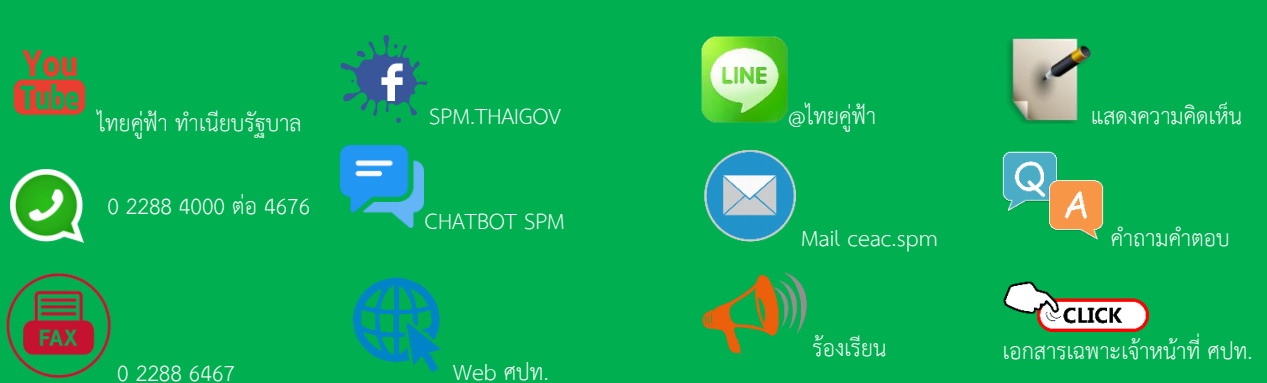 You
Tube
ไทยคู่ฟ้า ทำเนียบรัฐบาล
f
SPM.THAIGOV
LINE
@ไทยคู่ฟ้า
แสดงความคิดเห็น
0 2288 4000 ต่อ 4676
CHATBOT SPM
Mail ceac.spm
Q
A
คำถามคำตอบ
FAX
0 2288 6467
Web ศปท.
ร้องเรียน
CLICK
เอกสารเฉพาะเจ้าหน้าที่ ศปท.